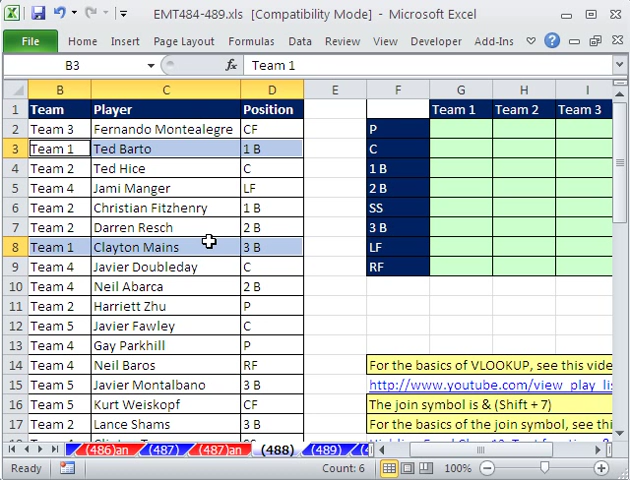 EMT484-489.xls [Compatibility Mode] - Microsoft Excel
File Home Insert Page Layout Formulas Data Review View Developer Add-Ins
B3 fx Team 1
B C D E F G H I
1 Team Player Position Team 1 Team 2 Team 3
2 Team 3 Fernando Montealegre CF P
3 Team 1 Ted Barto 1 B C
4 Team 2 Ted Hice C 1 B
5 Team 4 Jami Manger LF 2 B
6 Team 2 Christian Fitzhenry 1 B SS
7 Team 2 Darren Resch 2 B 3 B
8 Team 1 Clayton Mains 3 B LF
9 Team 4 Javier Doubleday C RF
10 Team 4 Neil Abarca 2 B
11 Team 2 Harriett Zhu P
12 Team 5 Javier Fawley C
13 Team 4 Gay Parkhill P
14 Team 4 Neil Baros RF For the basics of VLOOKUP, see this vide
15 Team 5 Javier Montalbano 3 B http://www.youtube.com/view_play_lis
16 Team 5 Kurt Weiskopf CF The join symbol is & (Shift + 7)
17 Team 2 Lance Shams 3 B For the basics of the join symbol, see thi
(486)an (487) (487)an (488) (489)
Ready Count: 6 100%